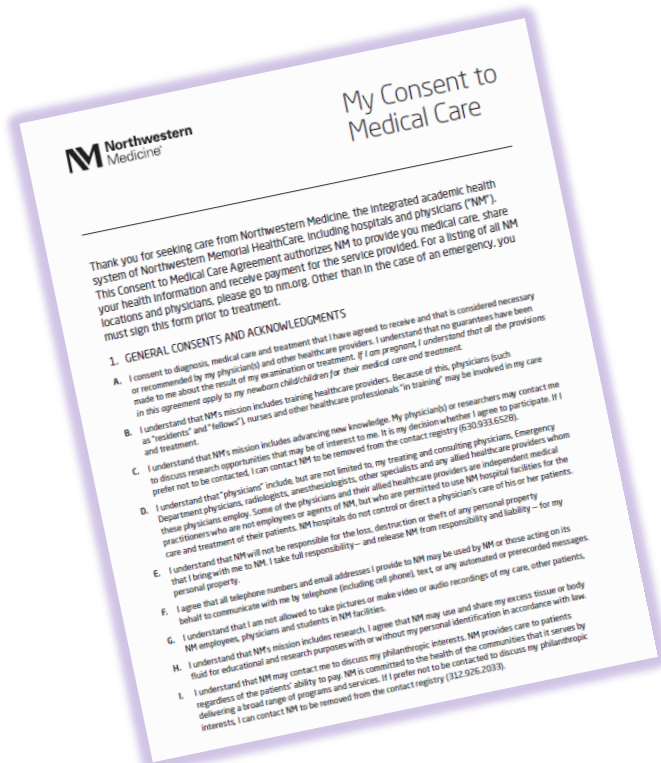 Northwestern
Medicine®
My Consent to
Medical Care
Thank you for seeking care from Northwestern Medicine, the integrated academic health
system of Northwestern Memorial HealthCare, including hospitals and physicians ("NM").
This Consent to Medical Care Agreement authorizes NM to provide you medical care, share
your health information and receive payment for the service provided. For a listing of all NM
locations and physicians, please go to nm.org. Other than in the case of an emergency, you
must sign this form prior to treatment.
1. GENERAL CONSENTS AND ACKNOWLEDGMENTS
A. I consent to diagnosis, medical care and treatment that I have agreed to receive and that is considered necessary
or recommended by my physician(s) and other healthcare providers. I understand that no guarantees have been
made to me about the result of my examination or treatment. If I am pregnant, I understand that all the provisions
in this agreement apply to my newborn child/children for their medical care and treatment.
B. I understand that NM's mission includes training healthcare providers. Because of this, physicians (such
as "residents" and "fellows"), nurses and other healthcare professionals "in training" may be involved in my care
and treatment.
C. I understand that NM's mission includes advancing new knowledge. My physician(s) or researchers may contact me
to discuss research opportunities that may be of interest to me. It is my decision whether I agree to participate. If I
prefer not to be contacted, I can contact NM to be removed from the contact registry (630.933.6528).
D. I understand that "physicians" include, but are not limited to, my treating and consulting physicians, Emergency
Department physicians, radiologists, anesthesiologists, other specialists and any allied healthcare providers whom
these physicians employ. Some of the physicians and their allied healthcare providers are independent medical
practitioners who are not employees or agents of NM, but who are permitted to use NM hospital facilities for the
care and treatment of their patients. NM hospitals do not control or direct a physician's care of his or her patients.
E. I understand that NM will not be responsible for the loss, destruction or theft of any personal property
that I bring with me to NM. I take full responsibility – and release NM from responsibility and liability – for my
personal property.
F. I agree that all telephone numbers and email addresses I provide to NM may be used by NM or those acting on its
behalf to communicate with me by telephone (including cell phone), text, or any automated or prerecorded messages.
G. I understand that I am not allowed to take pictures or make video or audio recordings of my care, other patients,
NM employees, physicians and students in NM facilities.
H. I understand that NM's mission includes research. I agree that NM may use and share my excess tissue or body
fluid for educational and research purposes with or without my personal identification in accordance with law.
I. I understand that NM may contact me to discuss my philanthropic interests. NM provides care to patients
regardless of the patients' ability to pay. NM is committed to the health of the communities that it serves by
delivering a broad range of programs and services. If I prefer not to be contacted to discuss my philanthropic
interests, I can contact NM to be removed from the contact registry (312.926.2033).